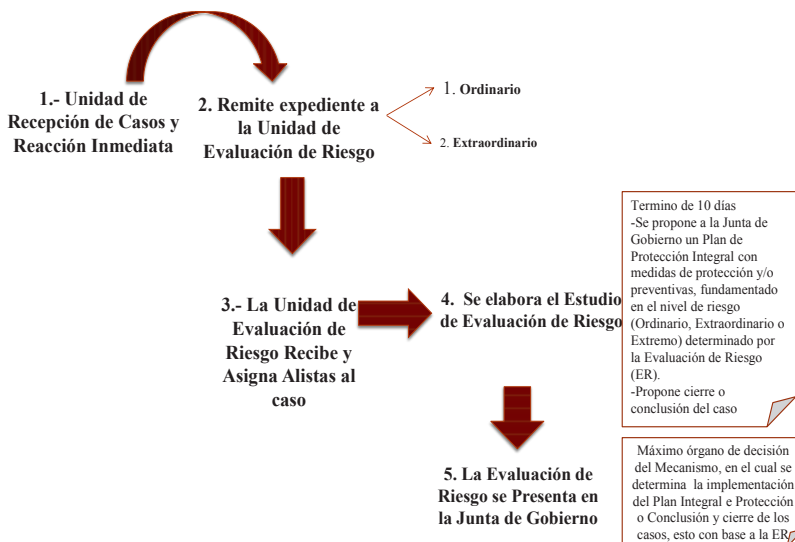 1.- Unidad de
Recepción de Casos y
Reacción Inmediata
2. Remite expediente a
la Unidad de
Evaluación de Riesgo
1. Ordinario
2. Extraordinario
3.- La Unidad de
Evaluación de
Riesgo Recibe y
Asigna Alistas al
caso
4. Se elabora el Estudio
de Evaluación de Riesgo
Termino de 10 días
-Se propone a la Junta de
Gobierno un Plan de
Protección Integral con
medidas de protección y/o
preventivas, fundamentado
en el nivel de riesgo
(Ordinario, Extraordinario o
Extremo) determinado por
la Evaluación de Riesgo
(ER).
-Propone cierre o
conclusión del caso
5. La Evaluación de
Riesgo se Presenta en
la Junta de Gobierno
Máximo órgano de decisión
del Mecanismo, en el cual se
determina la implementación
del Plan Integral e Protección
o Conclusión y cierre de los
casos, esto con base a la ER